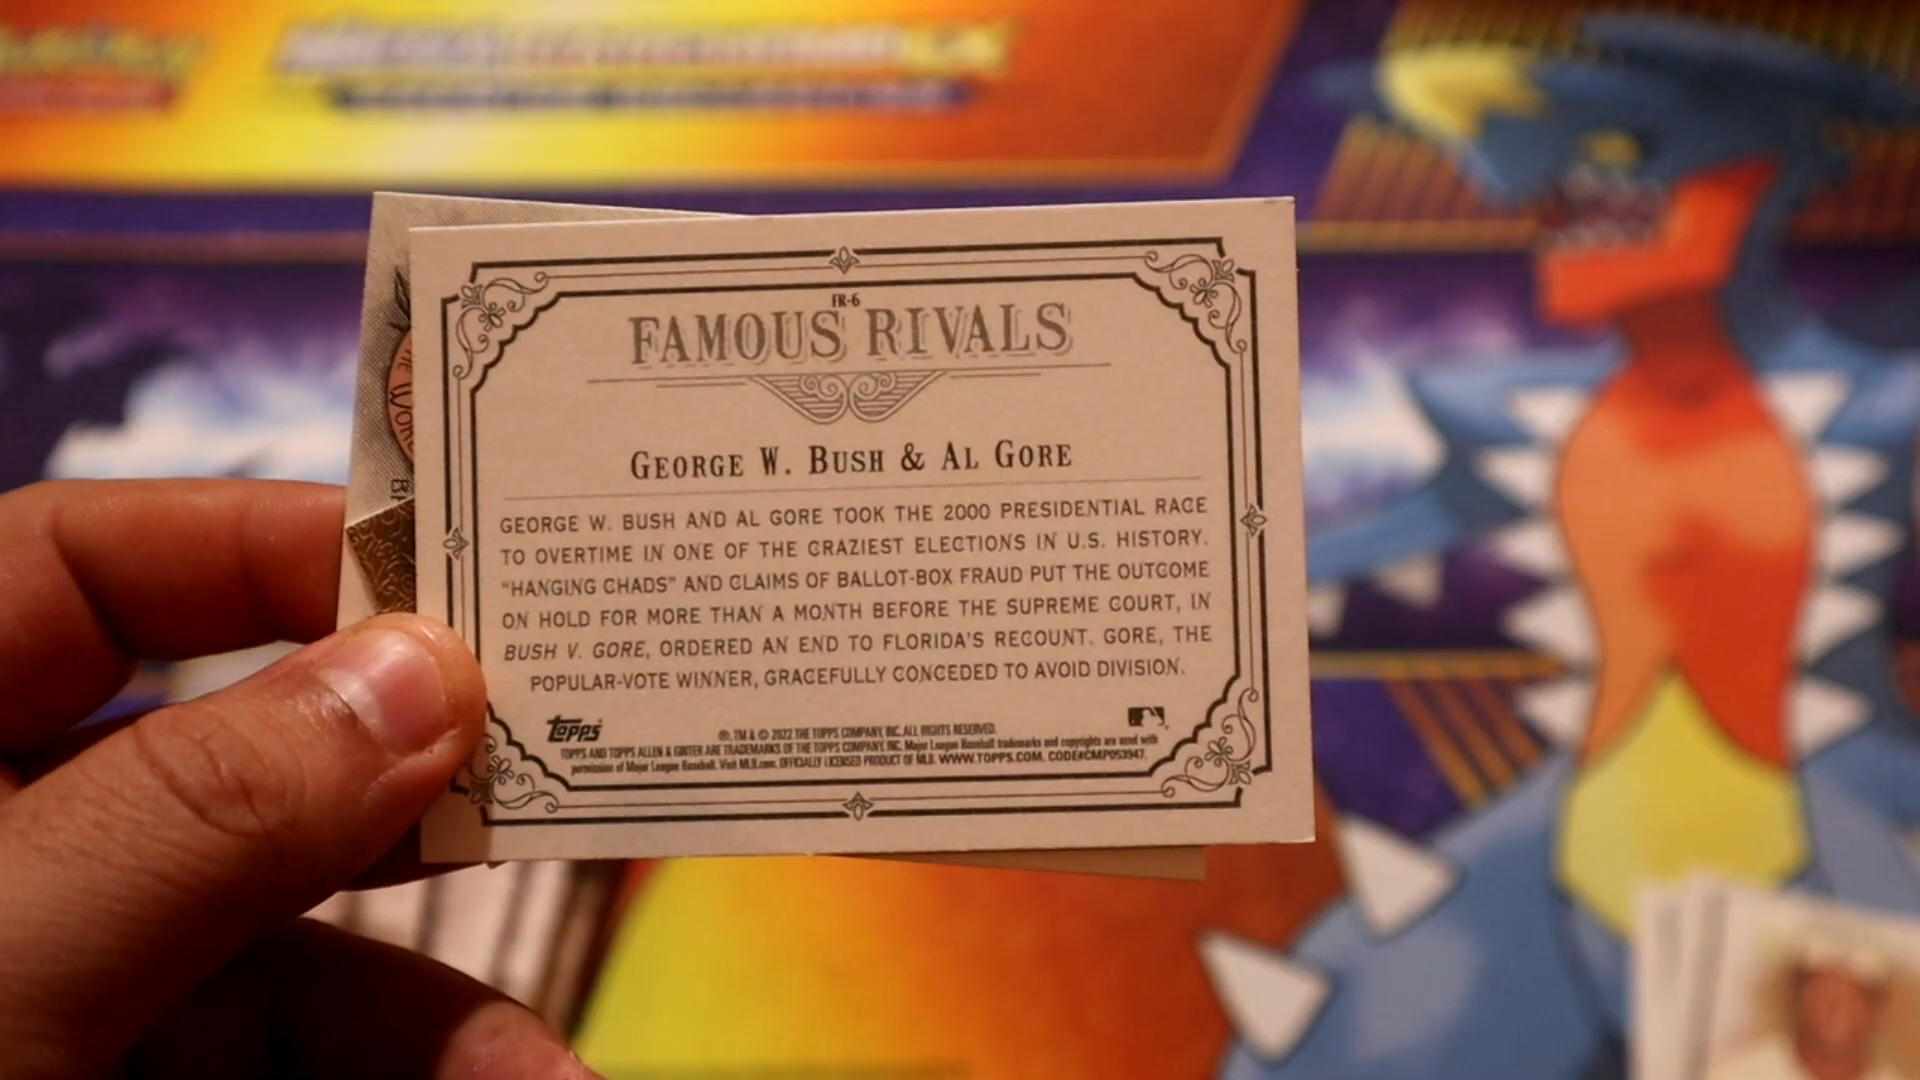 FR-6
FAMOUS RIVALS
GEORGE W. BUSH & AL GORE
GEORGE W. BUSH AND AL GORE TOOK THE 2000 PRESIDENTIAL RACE
TO OVERTIME IN ONE OF THE CRAZIEST ELECTIONS IN U.S. HISTORY.
"HANGING CHADS" AND CLAIMS OF BALLOT-BOX FRAUD PUT THE OUTCOME
ON HOLD FOR MORE THAN A MONTH BEFORE THE SUPREME COURT, IN
BUSH V. GORE, ORDERED AN END TO FLORIDA'S RECOUNT. GORE, THE
POPULAR-VOTE WINNER, GRACEFULLY CONCEDED TO AVOID DIVISION.
Topps
®, TM & © 2022 THE TOPPS COMPANY, INC. ALL RIGHTS RESERVED.
TOPPS AND TOPPS ALLEN & GINTER ARE TRADEMARKS OF THE TOPPS COMPANY, INC. Major League Baseball trademarks and copyrights are used with
permission of Major League Baseball. Visit MLB.com. OFFICIALLY LICENSED PRODUCT OF MLB. WWW.TOPPS.COM. CODE#CMP053947.